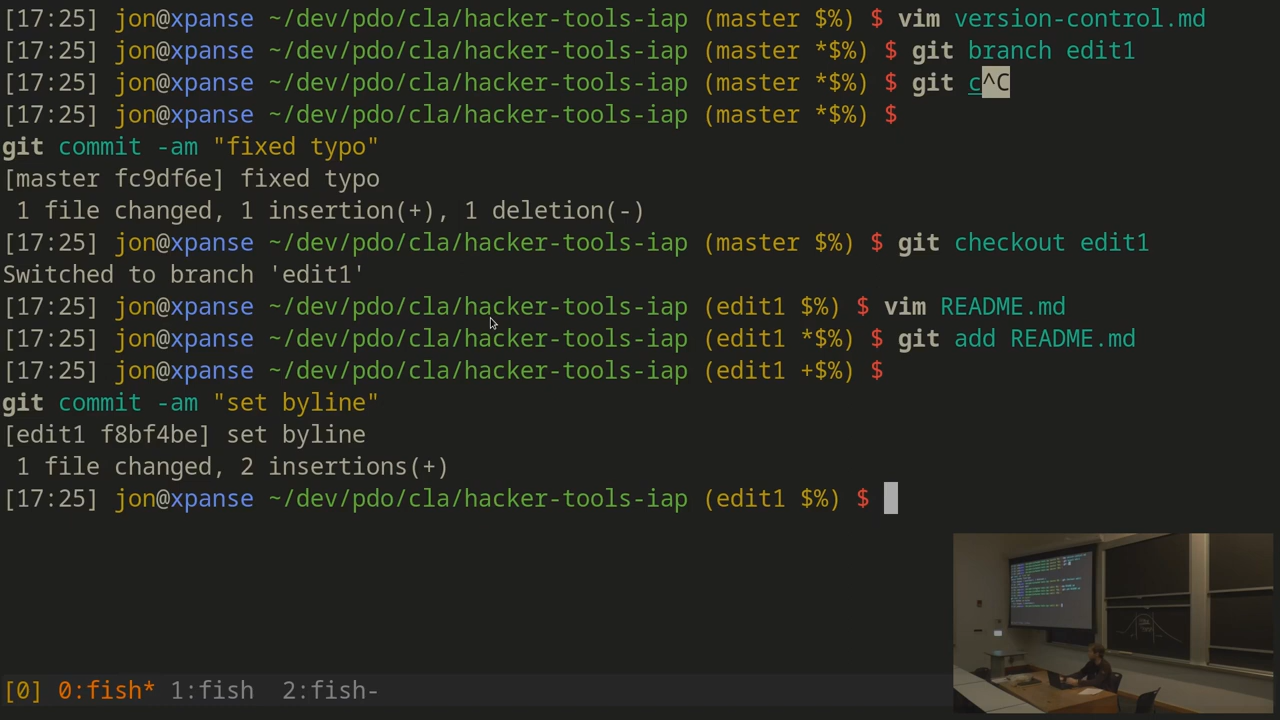 [17:25] jon@xpanse ~/dev/pdo/cla/hacker-tools-iap (master $%) $ vim version-control.md
[17:25] jon@xpanse ~/dev/pdo/cla/hacker-tools-iap (master *$%) $ git branch edit1
[17:25] jon@xpanse ~/dev/pdo/cla/hacker-tools-iap (master *$%) $ git c^C
[17:25] jon@xpanse ~/dev/pdo/cla/hacker-tools-iap (master *$%) $
git commit -am "fixed typo"
[master fc9df6e] fixed typo
 1 file changed, 1 insertion(+), 1 deletion(-)
[17:25] jon@xpanse ~/dev/pdo/cla/hacker-tools-iap (master $%) $ git checkout edit1
Switched to branch 'edit1'
[17:25] jon@xpanse ~/dev/pdo/cla/hacker-tools-iap (edit1 $%) $ vim README.md
[17:25] jon@xpanse ~/dev/pdo/cla/hacker-tools-iap (edit1 *$%) $ git add README.md
[17:25] jon@xpanse ~/dev/pdo/cla/hacker-tools-iap (edit1 +$%) $
git commit -am "set byline"
[edit1 f8bf4be] set byline
 1 file changed, 2 insertions(+)
[17:25] jon@xpanse ~/dev/pdo/cla/hacker-tools-iap (edit1 $%) $
[0] 0:fish* 1:fish  2:fish-